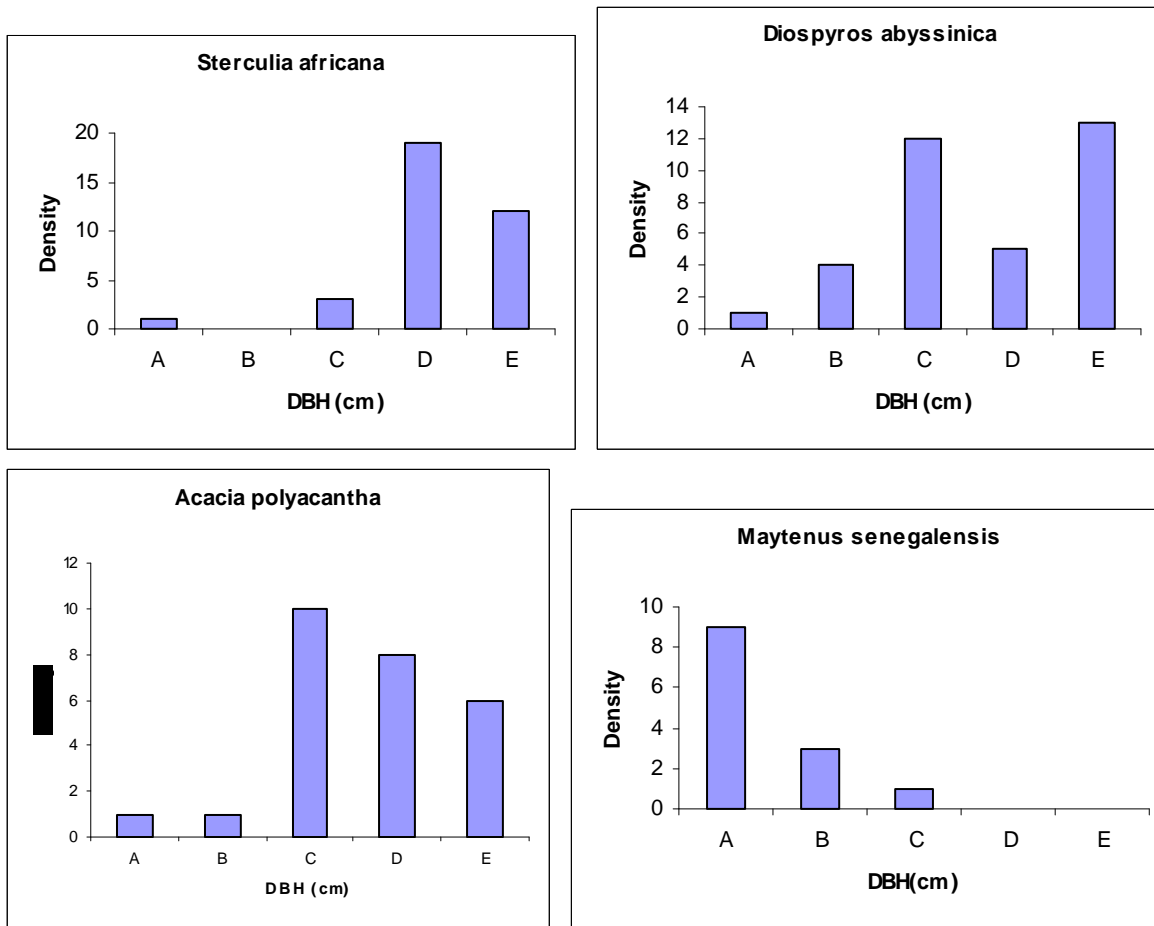 Sterculia africana
20
15
10
5
0
Density
A B C D E
DBH (cm)
Diospyros abyssinica
14
12
10
8
6
4
2
0
Density
A B C D E
DBH (cm)
Acacia polyacantha
12
10
8
6
4
2
0
A B C D E
DBH (cm)
Maytenus senegalensis
10
8
6
4
2
0
Density
A B C D E
DBH(cm)